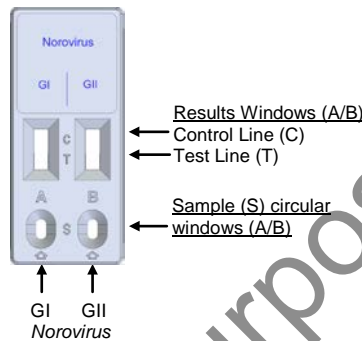 Norovirus
GI GII
Results Windows (A/B)
C Control Line (C)
T Test Line (T)
A B
Sample (S) circular
S windows (A/B)
GI GII
Norovirus